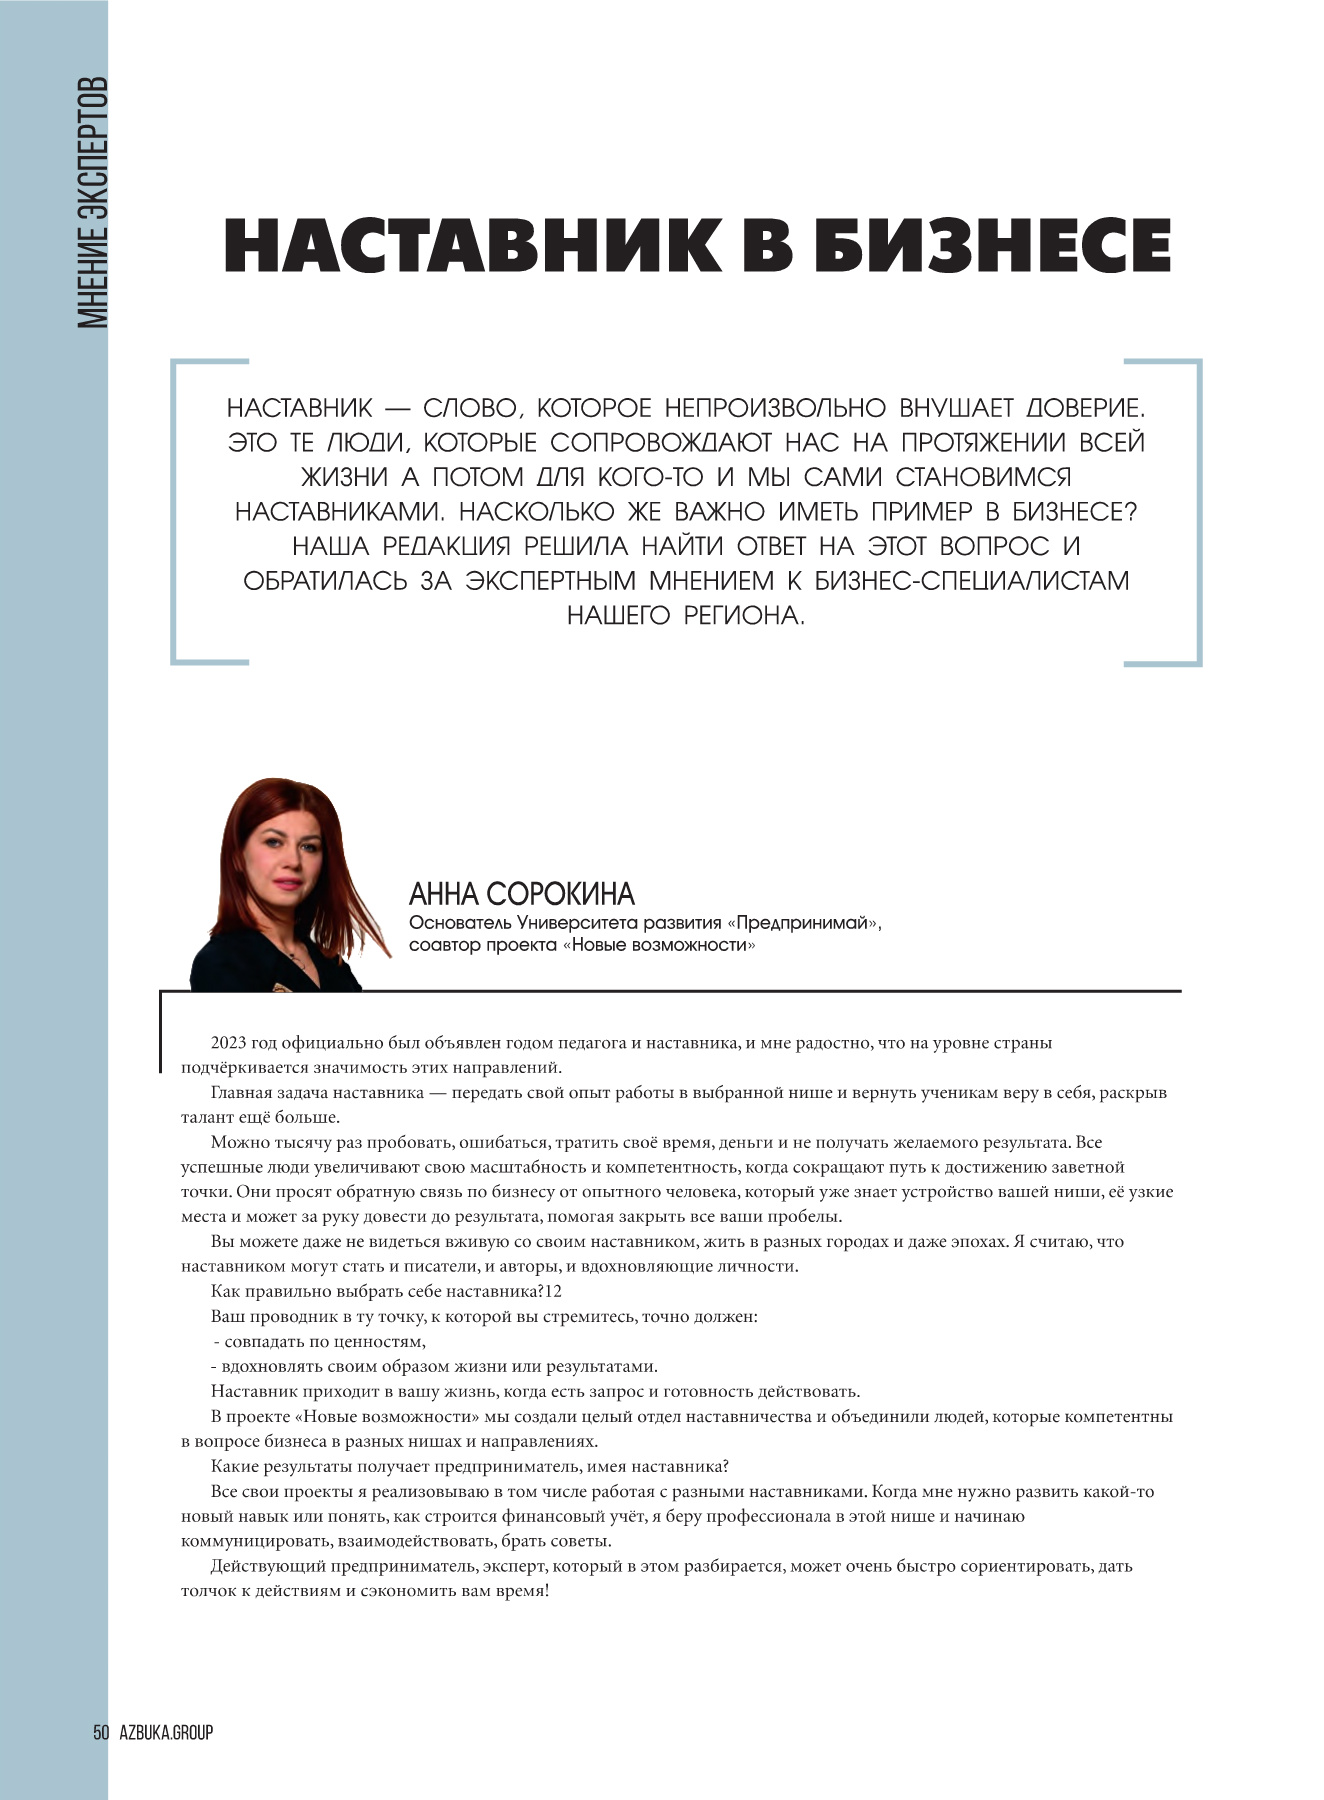 МНЕНИЕ ЭКСПЕРТОВ
НАСТАВНИК В БИЗНЕСЕ
НАСТАВНИК — СЛОВО, КОТОРОЕ НЕПРОИЗВОЛЬНО ВНУШАЕТ ДОВЕРИЕ.
ЭТО ТЕ ЛЮДИ, КОТОРЫЕ СОПРОВОЖДАЮТ НАС НА ПРОТЯЖЕНИИ ВСЕЙ
ЖИЗНИ А ПОТОМ ДЛЯ КОГО-ТО И МЫ САМИ СТАНОВИМСЯ
НАСТАВНИКАМИ. НАСКОЛЬКО ЖЕ ВАЖНО ИМЕТЬ ПРИМЕР В БИЗНЕСЕ?
НАША РЕДАКЦИЯ РЕШИЛА НАЙТИ ОТВЕТ НА ЭТОТ ВОПРОС И
ОБРАТИЛАСЬ ЗА ЭКСПЕРТНЫМ МНЕНИЕМ К БИЗНЕС-СПЕЦИАЛИСТАМ
НАШЕГО РЕГИОНА.
АННА СОРОКИНА
Основатель Университета развития «Предпринимай»,
соавтор проекта «Новые возможности»
2023 год официально был объявлен годом педагога и наставника, и мне радостно, что на уровне страны
подчёркивается значимость этих направлений.
Главная задача наставника — передать свой опыт работы в выбранной нише и вернуть ученикам веру в себя, раскрыв
талант ещё больше.
Можно тысячу раз пробовать, ошибаться, тратить своё время, деньги и не получать желаемого результата. Все
успешные люди увеличивают свою масштабность и компетентность, когда сокращают путь к достижению заветной
точки. Они просят обратную связь по бизнесу от опытного человека, который уже знает устройство вашей ниши, её узкие
места и может за руку довести до результата, помогая закрыть все ваши пробелы.
Вы можете даже не видеться вживую со своим наставником, жить в разных городах и даже эпохах. Я считаю, что
наставником могут стать и писатели, и авторы, и вдохновляющие личности.
Как правильно выбрать себе наставника?12
Ваш проводник в ту точку, к которой вы стремитесь, точно должен:
- совпадать по ценностям,
- вдохновлять своим образом жизни или результатами.
Наставник приходит в вашу жизнь, когда есть запрос и готовность действовать.
В проекте «Новые возможности» мы создали целый отдел наставничества и объединили людей, которые компетентны
в вопросе бизнеса в разных нишах и направлениях.
Какие результаты получает предприниматель, имея наставника?
Все свои проекты я реализовываю в том числе работая с разными наставниками. Когда мне нужно развить какой-то
новый навык или понять, как строится финансовый учёт, я беру профессионала в этой нише и начинаю
коммуницировать, взаимодействовать, брать советы.
Действующий предприниматель, эксперт, который в этом разбирается, может очень быстро сориентировать, дать
толчок к действиям и сэкономить вам время!
50 AZBUKA.GROUP